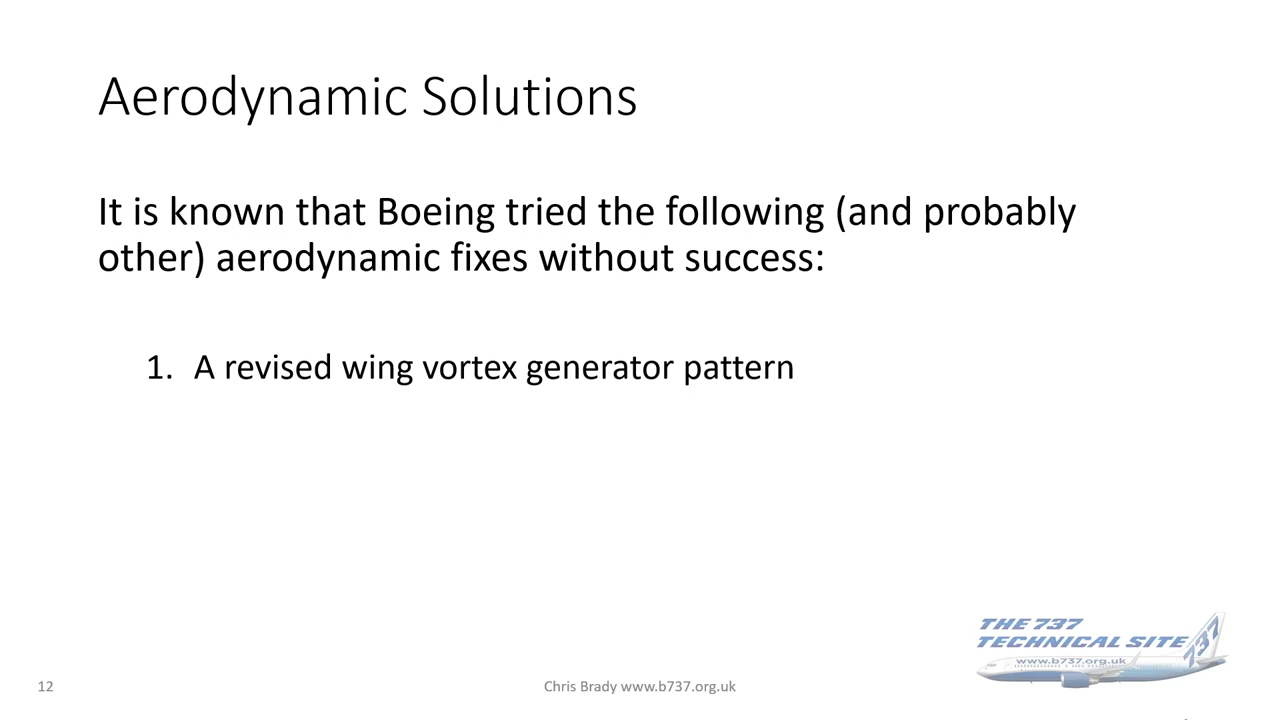 Aerodynamic Solutions
It is known that Boeing tried the following (and probably
other) aerodynamic fixes without success:
1. A revised wing vortex generator pattern
THE 737
TECHNICAL SITE
737
www.b737.org.uk
12
Chris Brady www.b737.org.uk